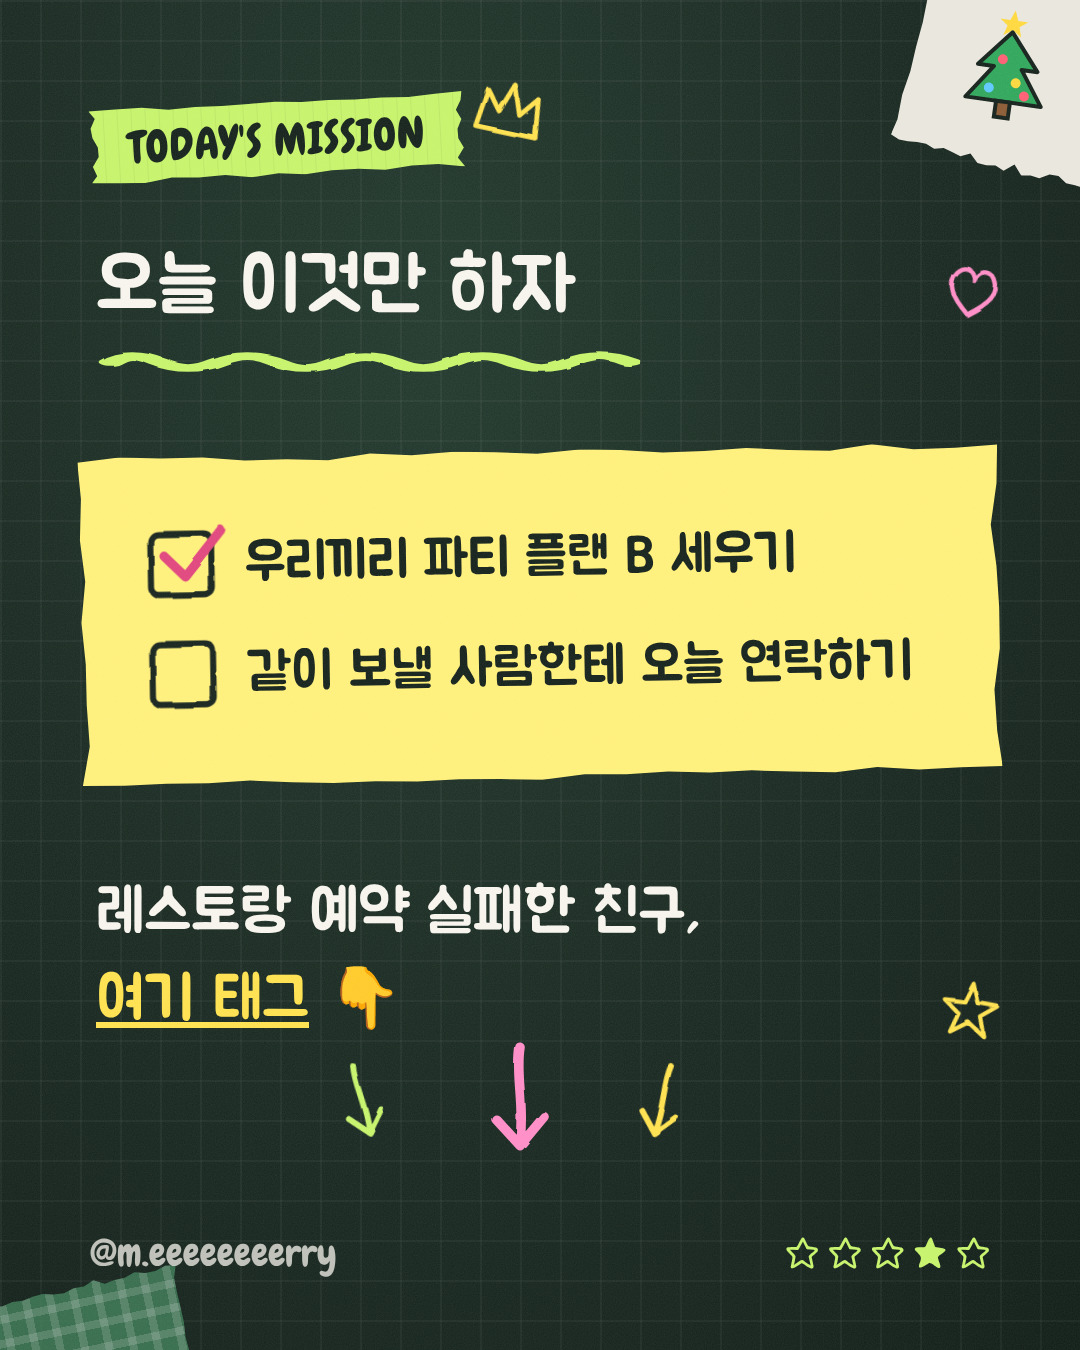 TODAY'S MISSION
오늘 이것만 하자
우리끼리 파티 플랜 B 세우기
같이 보낼 사람한테 오늘 연락하기
레스토랑 예약 실패한 친구,
여기 태그 👇
@m.eeeeeeeerry